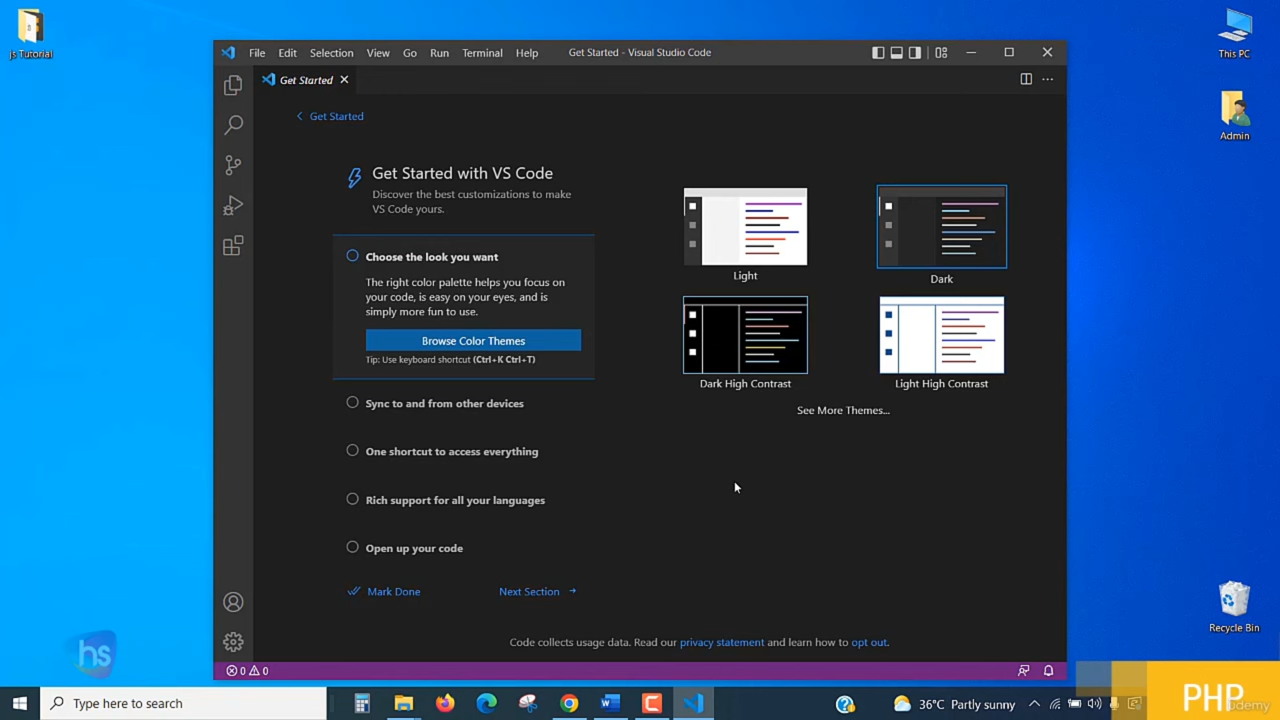 js Tutorial
File Edit Selection View Go Run Terminal Help
Get Started - Visual Studio Code
Get Started
Get Started
Get Started with VS Code
Discover the best customizations to make
VS Code yours.
Choose the look you want
The right color palette helps you focus on
your code, is easy on your eyes, and is
simply more fun to use.
Browse Color Themes
Tip: Use keyboard shortcut (Ctrl+K Ctrl+T)
Sync to and from other devices
One shortcut to access everything
Rich support for all your languages
Open up your code
Mark Done
Next Section
Light
Dark
Dark High Contrast
Light High Contrast
See More Themes...
Code collects usage data. Read our privacy statement and learn how to opt out.
0 0
This PC
Admin
Recycle Bin
hs
Type here to search
36°C Partly sunny
PHP
udemy